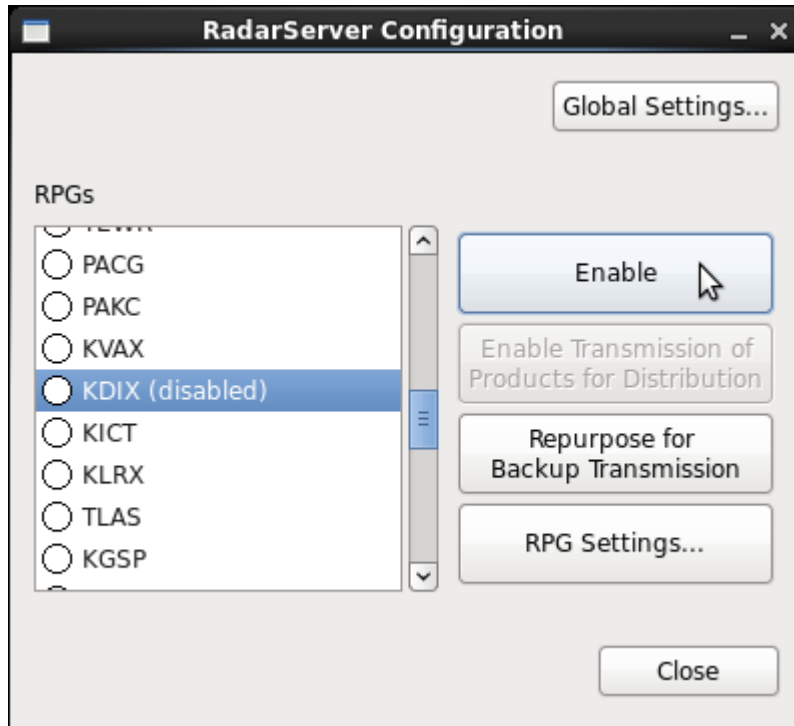 RadarServer Configuration
Global Settings...
RPGs
PACG
PAKC
KVAX
KDIX (disabled)
KICT
KLRX
TLAS
KGSP
Enable
Enable Transmission of
Products for Distribution
Repurpose for
Backup Transmission
RPG Settings...
Close